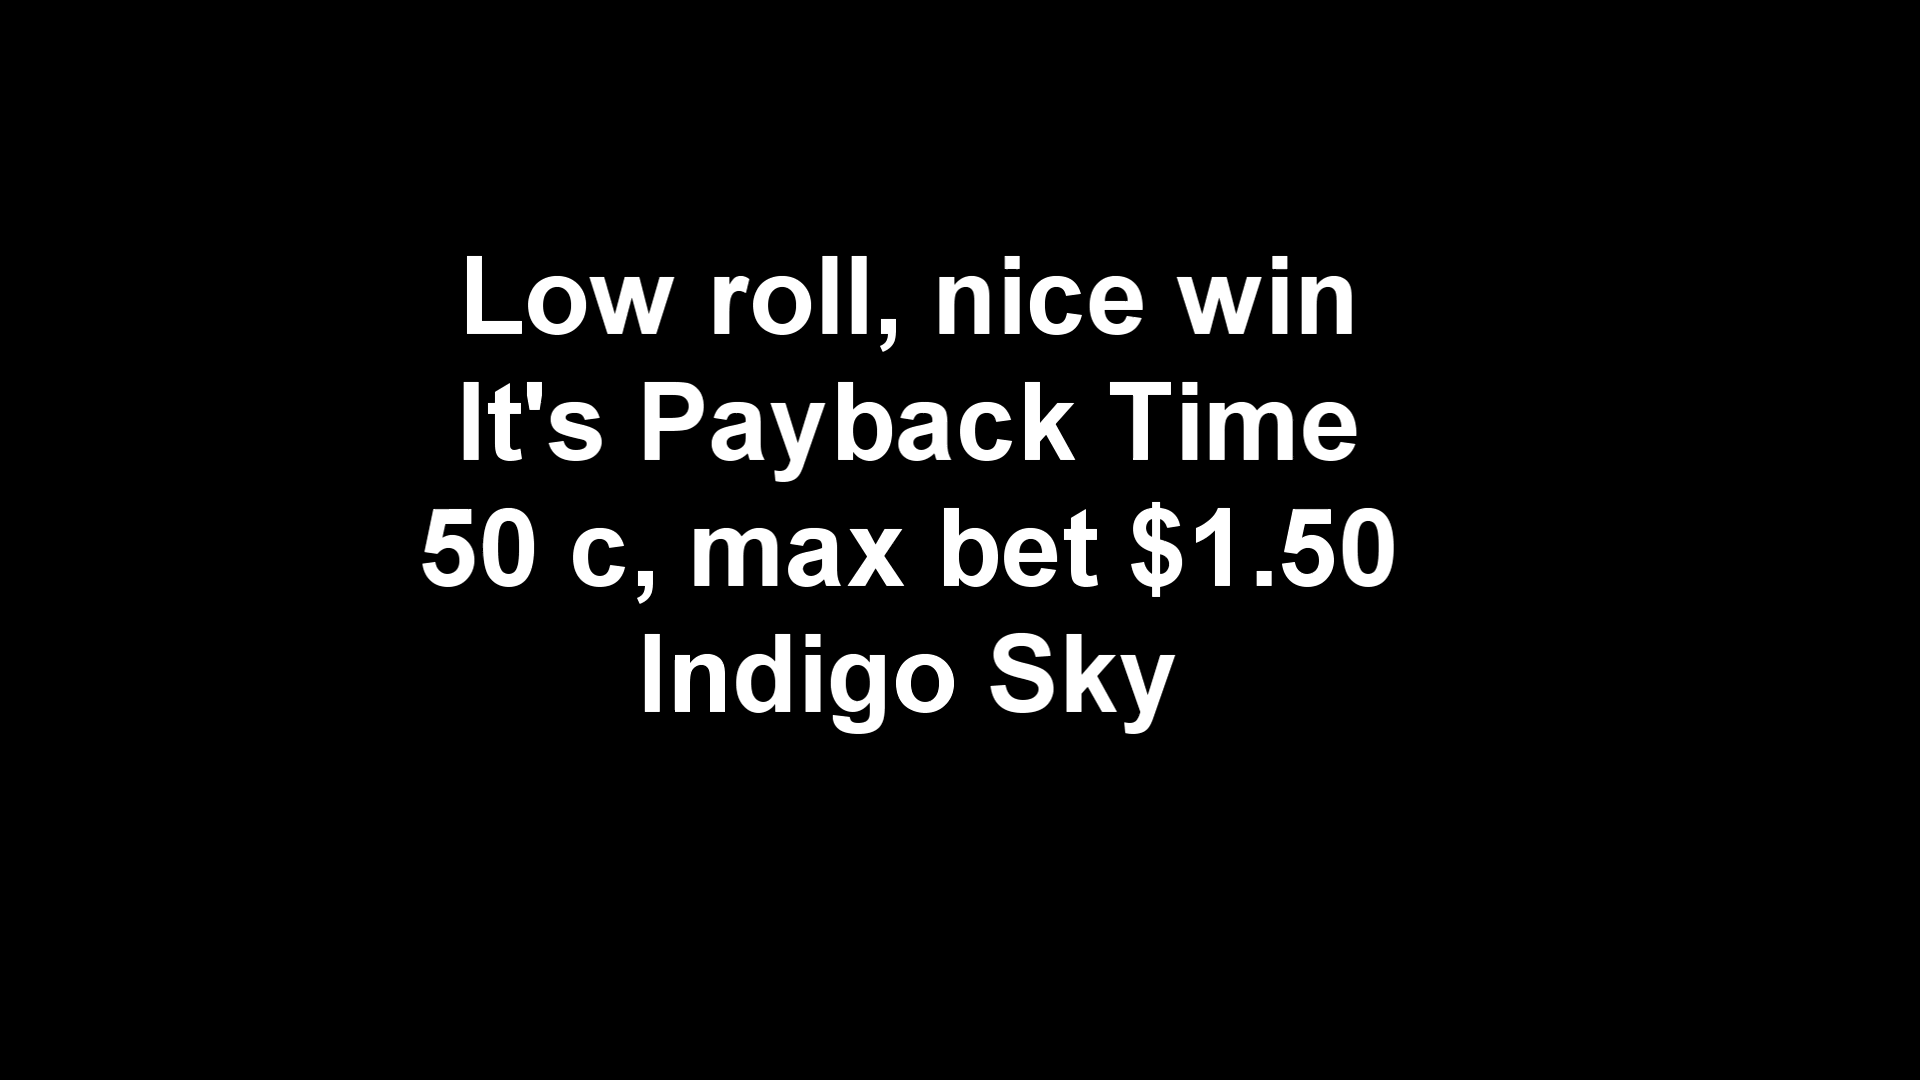 Low roll, nice win
It's Payback Time
50 c, max bet $1.50
Indigo Sky